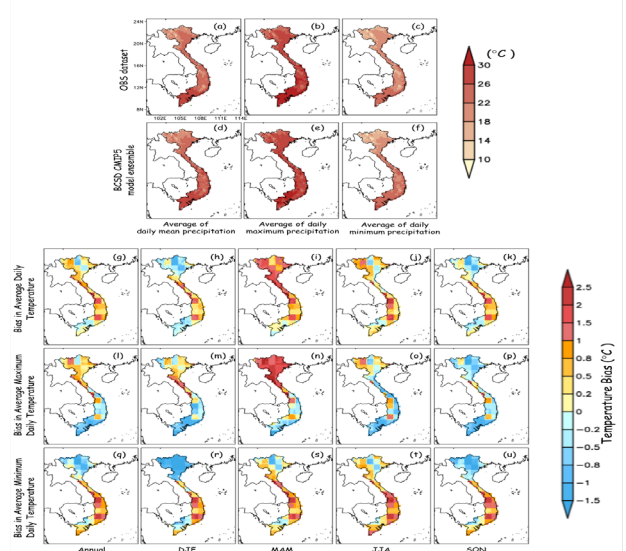 24N
(a)
(b)
(c)
(°C)
20N
16N
12N
8N
OBS dataset
102E 105E 108E 111E 114E
30
26
22
18
14
10
(d)
(e)
(f)
BCSD CMIP5
model ensemble
Average of
daily mean precipitation
Average of daily
maximum precipitation
Average of daily
minimum precipitation
(g)
(h)
(i)
(j)
(k)
Bias in Average Daily
Temperature
(l)
(m)
(n)
(o)
(p)
Bias in Average Maximum
Daily Temperature
(q)
(r)
(s)
(t)
(u)
Bias in Average Minimum
Daily Temperature
Annual
DJF
MAM
JJA
SON
2.5
2
1.5
1
0.8
0.5
0.2
0
−0.2
−0.5
−0.8
−1
−1.5
Temperature Bias (°C)